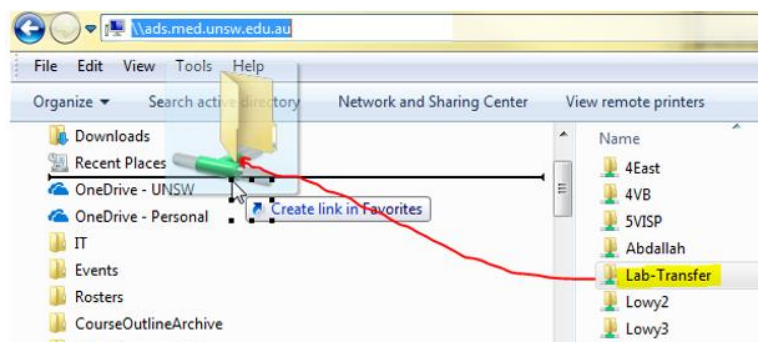 \\ads.med.unsw.edu.au
File Edit View Tools Help
Organize Search active directory Network and Sharing Center View remote printers
Downloads
Recent Places
OneDrive - UNSW
OneDrive - Personal
Create link in Favorites
IT
Events
Rosters
CourseOutlineArchive
Name
4East
4VB
5VISP
Abdallah
Lab-Transfer
Lowy2
Lowy3